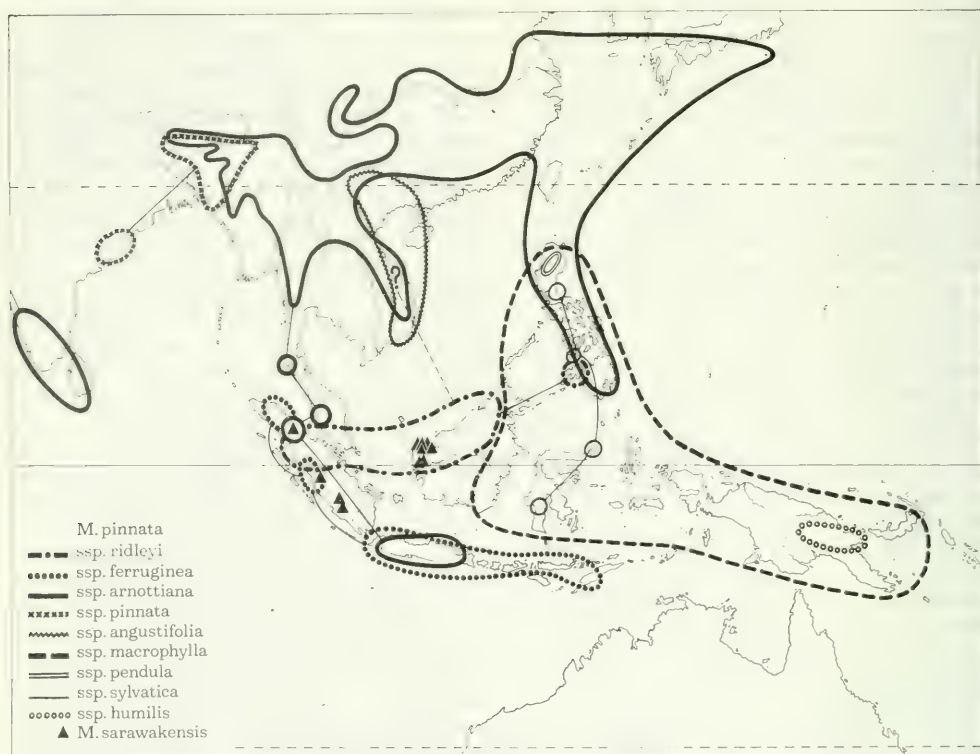 M. pinnata
ssp. ridleyi
ssp. ferruginea
ssp. arnottiana
ssp. pinnata
ssp. angustifolia
ssp. macrophylla
ssp. pendula
ssp. sylvatica
ssp. humilis
M. sarawakensis
?